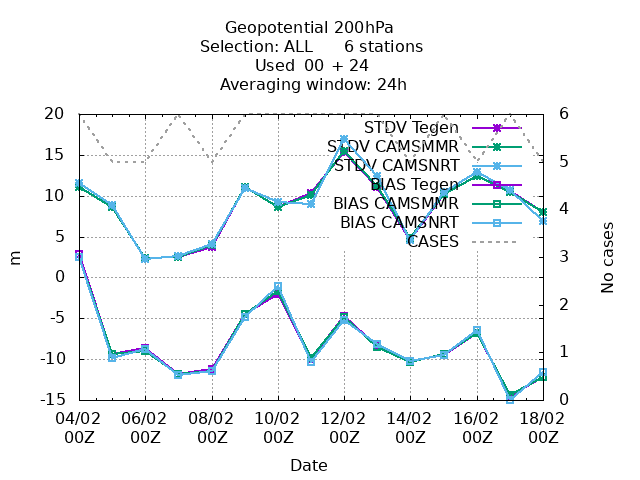 Geopotential 200hPa
Selection: ALL 6 stations
Used 00 + 24
Averaging window: 24h
STDV Tegen
STDV CAMSMMR
STDV CAMSNRT
BIAS Tegen
BIAS CAMSMMR
BIAS CAMSNRT
CASES
20
15
10
5
0
-5
-10
-15
m
6
5
4
3
2
1
0
No cases
04/02 06/02 08/02 10/02 12/02 14/02 16/02 18/02
00Z 00Z 00Z 00Z 00Z 00Z 00Z 00Z
Date